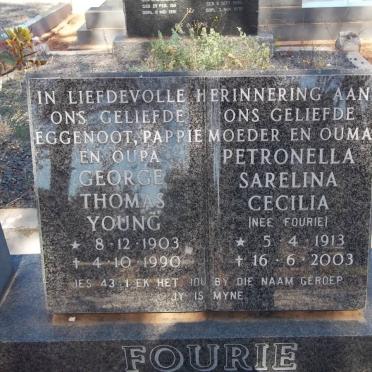 IN LIEFDEVOLLE HERINNERING AAN
ONS GELIEFDE
EGGENOOT, PAPPIE
EN OUPA
GEORGE
THOMAS
YOUNG
★ 8·12·1903
✝ 4·10·1990
ONS GELIEFDE
MOEDER EN OUMA
PETRONELLA
SARELINA
CECILIA
(NEE FOURIE)
★ 5·4·1913
✝ 16·6·2003
JES 43:1 EK HET JOU BY DIE NAAM GEROEP
JY IS MYNE
FOURIE